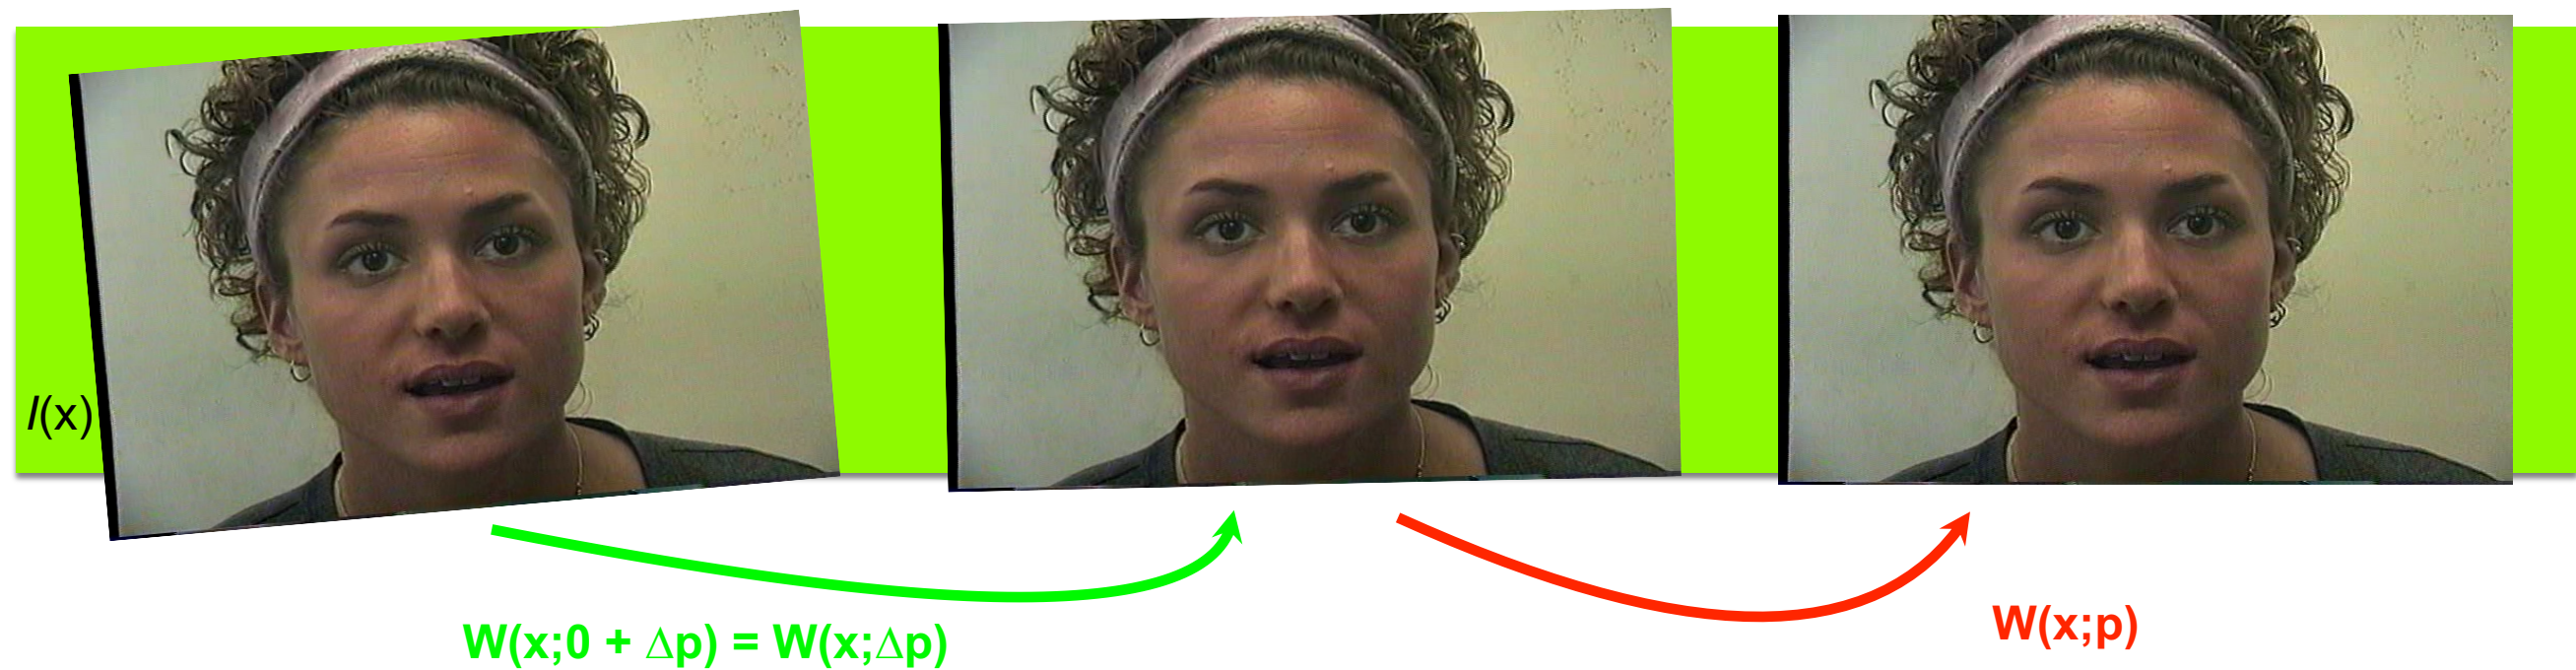 I(x)
W(x;0 + Δp) = W(x;Δp)
W(x;p)